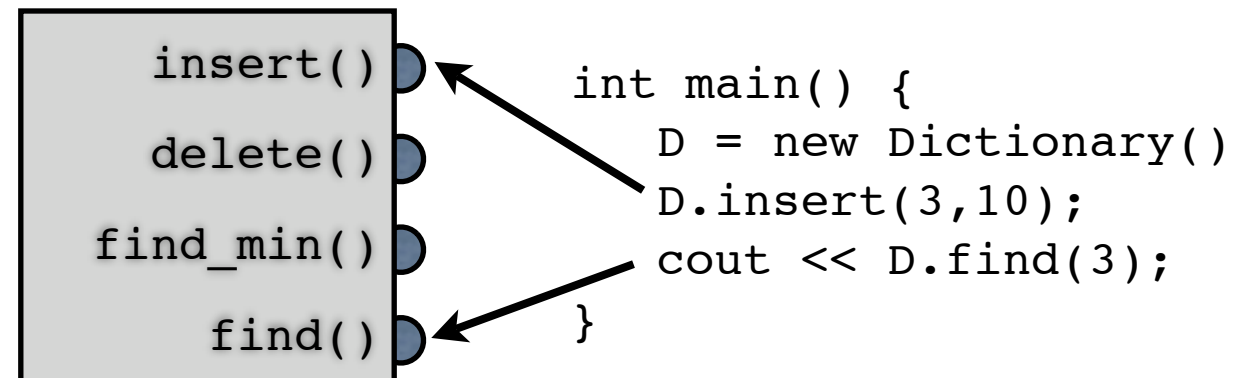 insert()
delete()
find_min()
find()
int main() {
D = new Dictionary()
D.insert(3,10);
cout << D.find(3);
}